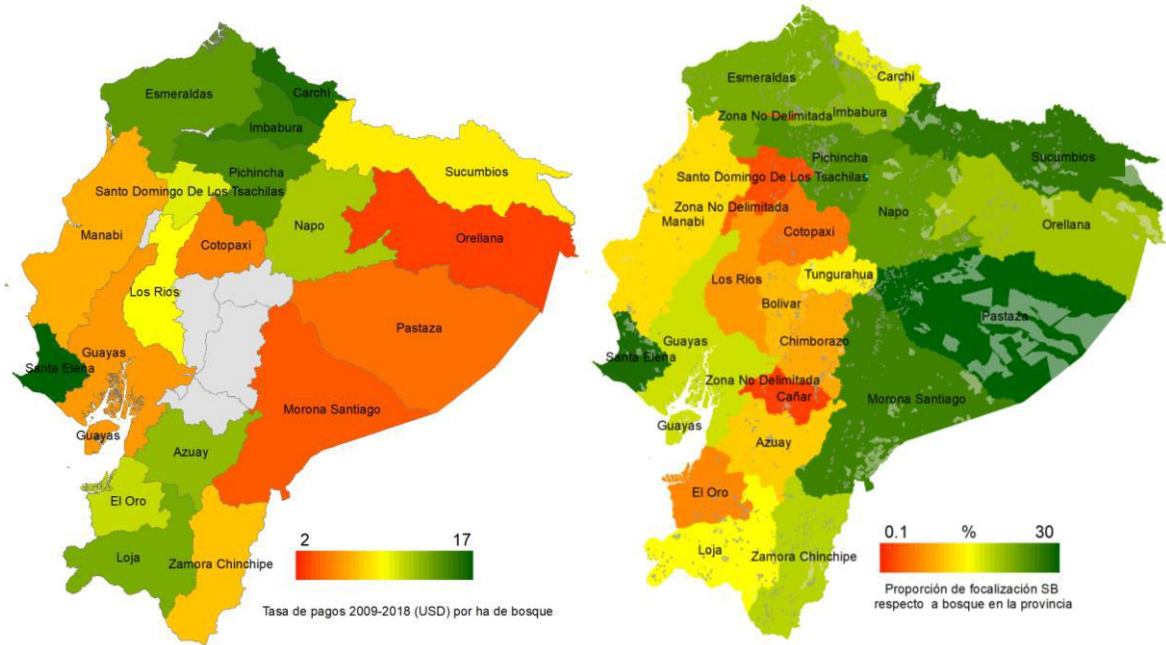 Esmeraldas
Carchi
Imbabura
Pichincha
Sucumbios
Santo Domingo De Los Tsachilas
Napo
Manabi
Cotopaxi
Orellana
Los Rios
Pastaza
Guayas
Santa Elena
Morona Santiago
Guayas
Azuay
El Oro
Loja
Zamora Chinchipe
2 17
Tasa de pagos 2009-2018 (USD) por ha de bosque
Carchi
Esmeraldas
Imbabura
Zona No Delimitada
Pichincha
Sucumbios
Santo Domingo De Los Tsachilas
Zona No Delimitada
Napo
Manabi
Orellana
Cotopaxi
Tungurahua
Los Rios
Bolivar
Pastaza
Guayas
Chimborazo
Santa Elena
Zona No Delimitada
Cañar
Morona Santiago
Guayas
Azuay
El Oro
Loja
Zamora Chinchipe
0.1 % 30
Proporción de focalización SB
respecto a bosque en la provincia